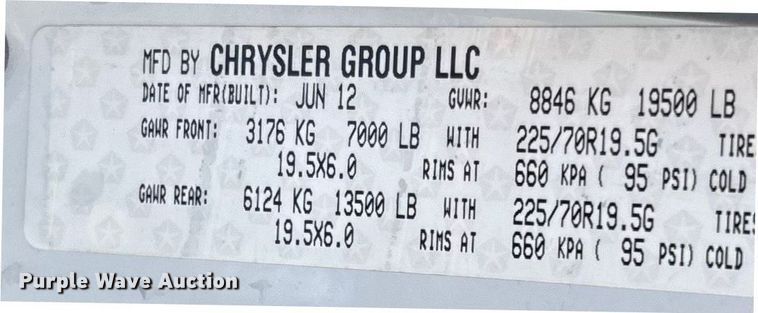 MFD BY CHRYSLER GROUP LLC
DATE OF MFR(BUILT): JUN 12 GVWR: 8846 KG 19500 LB
GAWR FRONT: 3176 KG 7000 LB WITH 225/70R19.5G TIRE
19.5X6.0 RIMS AT 660 KPA ( 95 PSI) COLD
GAWR REAR: 6124 KG 13500 LB WITH 225/70R19.5G TIRES
19.5X6.0 RIMS AT 660 KPA ( 95 PSI) COLD
Purple Wave Auction